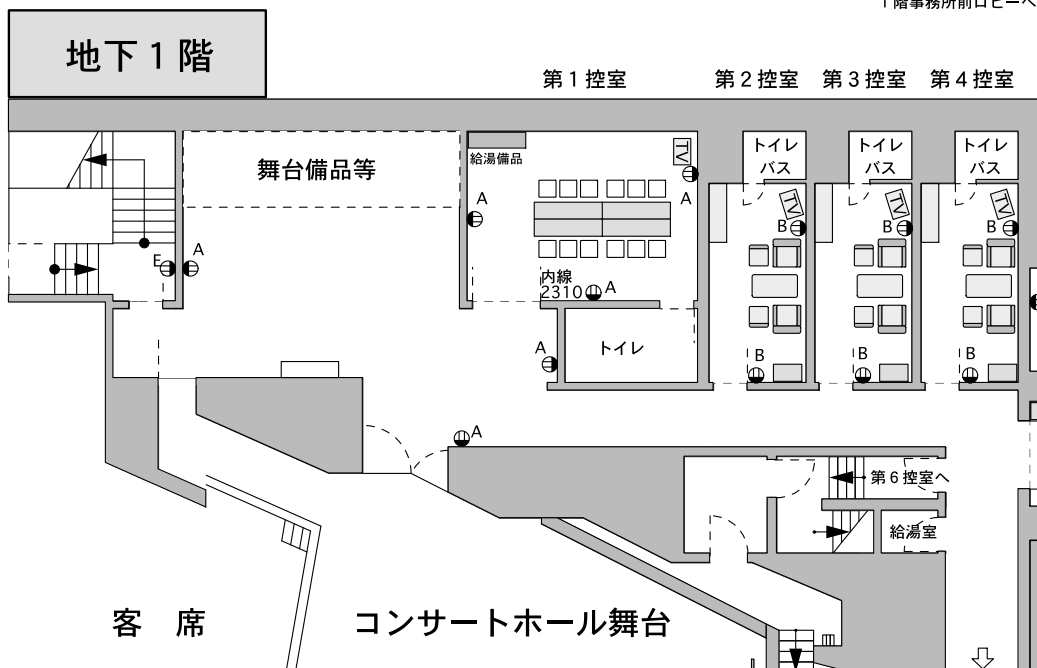 1階事務所前ロビーへ
地下1階
第1控室
第2控室
第3控室
第4控室
給湯備品
TV
トイレ
バス
トイレ
バス
トイレ
バス
舞台備品等
A
A
TV
TV
TV
B
B
B
E
A
内線
2310
A
A
トイレ
B
B
B
A
第6控室へ
給湯室
客席
コンサートホール舞台